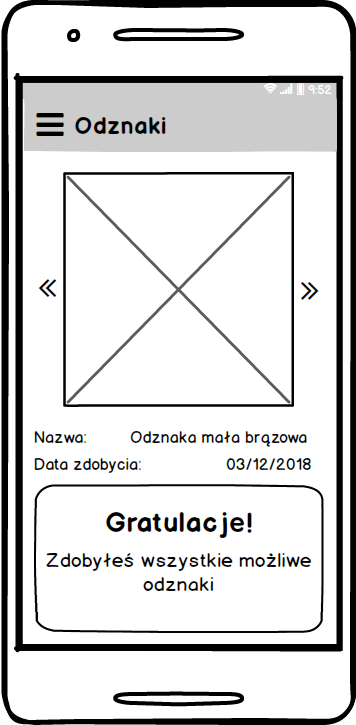 9:52
Odznaki
Nazwa: Odznaka mała brązowa
Data zdobycia: 03/12/2018
Gratulacje!
Zdobyłeś wszystkie możliwe
odznaki